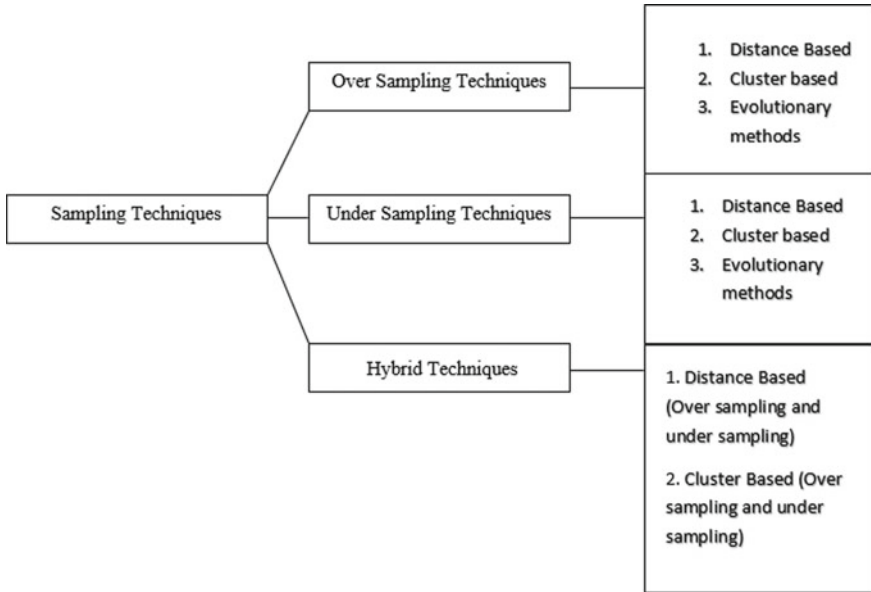 Sampling Techniques
Over Sampling Techniques
1. Distance Based
2. Cluster based
3. Evolutionary
methods
Under Sampling Techniques
1. Distance Based
2. Cluster based
3. Evolutionary
methods
Hybrid Techniques
1. Distance Based
(Over sampling and
under sampling)
2. Cluster Based (Over
sampling and under
sampling)